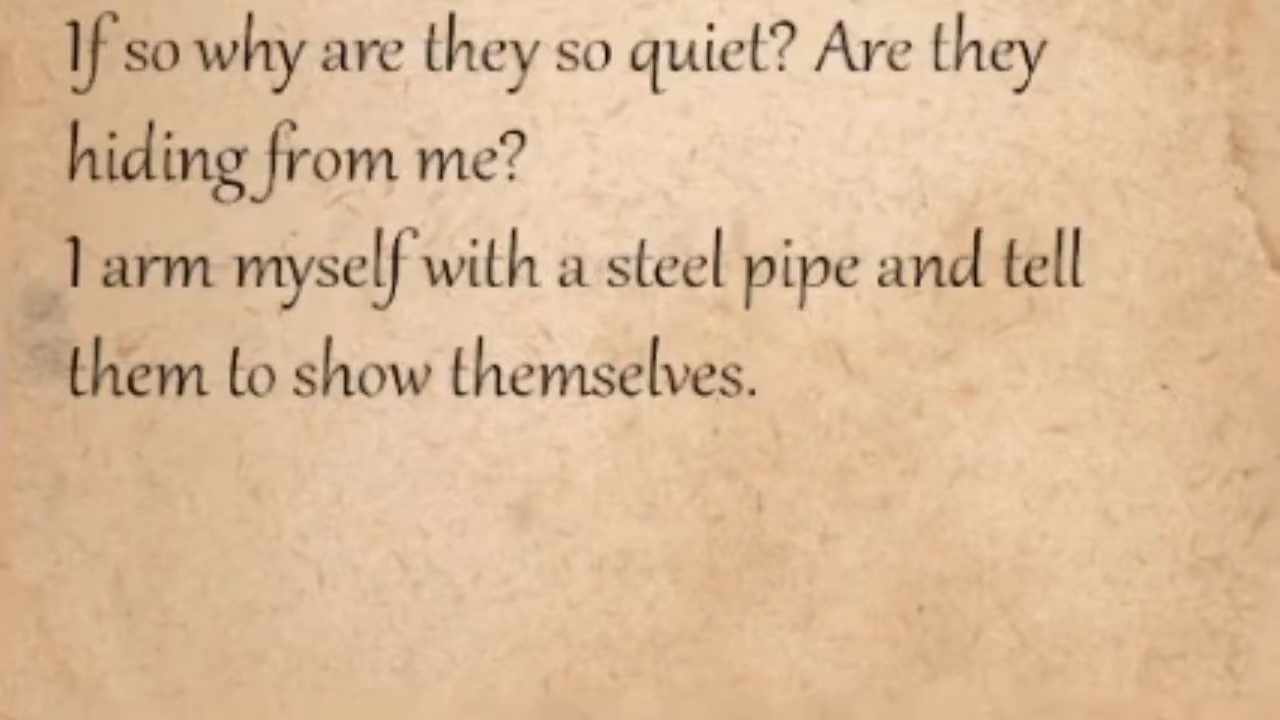 If so why are they so quiet? Are they
hiding from me?
I arm myself with a steel pipe and tell
them to show themselves.